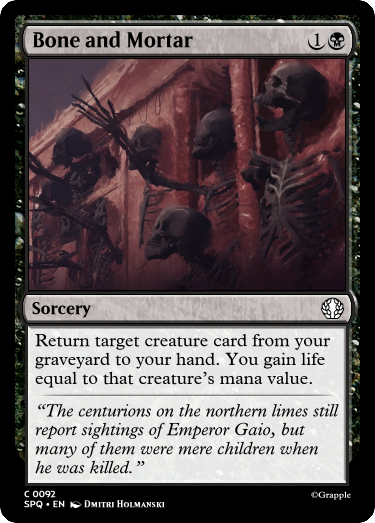 Bone and Mortar 1
Sorcery
Return target creature card from your
graveyard to your hand. You gain life
equal to that creature's mana value.
"The centurions on the northern limes still
report sightings of Emperor Gaio, but
many of them were mere children when
he was killed."
C 0092
SPQ • EN Dmitri Holmanski
©Grapple